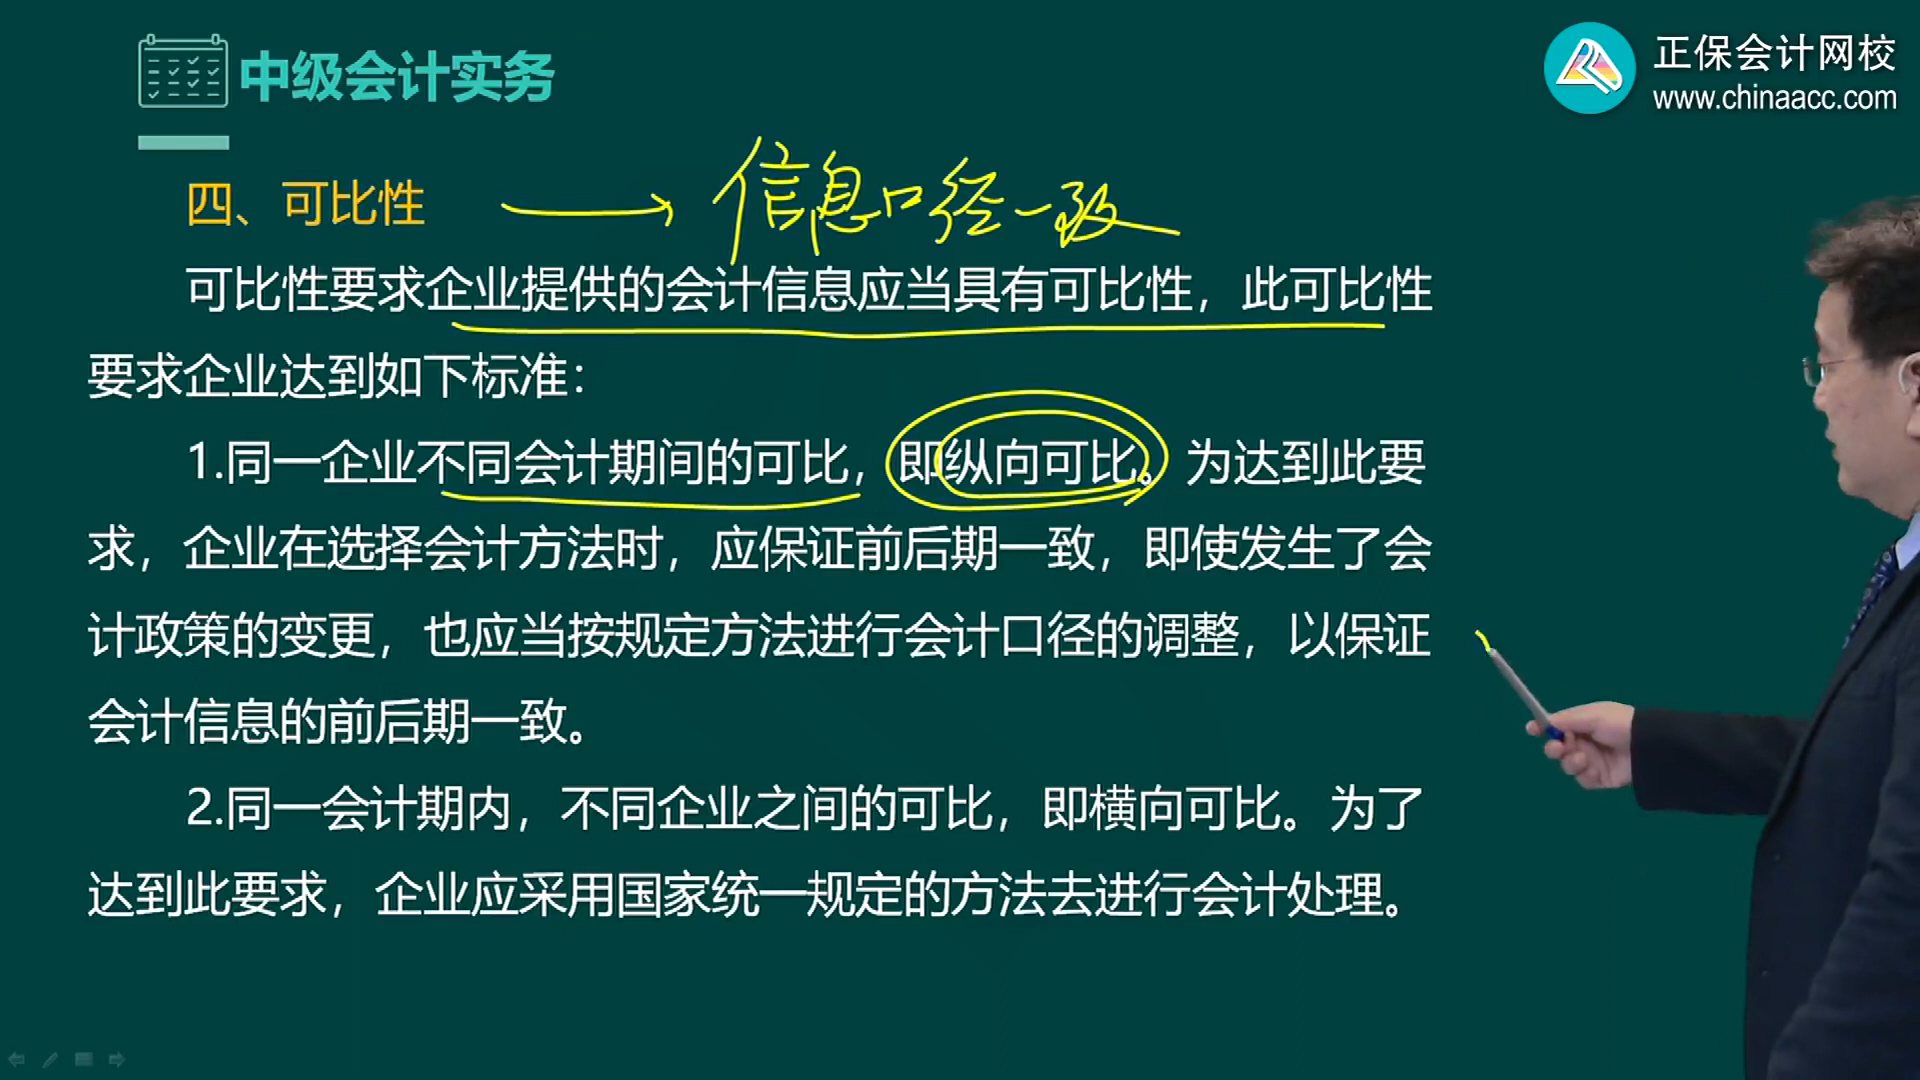 中级会计实务
正保会计网校
www.chinaacc.com
四、可比性
信息口径一致
可比性要求企业提供的会计信息应当具有可比性，此可比性
要求企业达到如下标准：
1.同一企业不同会计期间的可比，即纵向可比。为达到此要
求，企业在选择会计方法时，应保证前后期一致，即使发生了会
计政策的变更，也应当按规定方法进行会计口径的调整，以保证
会计信息的前后期一致。
2.同一会计期内，不同企业之间的可比，即横向可比。为了
达到此要求，企业应采用国家统一规定的方法去进行会计处理。